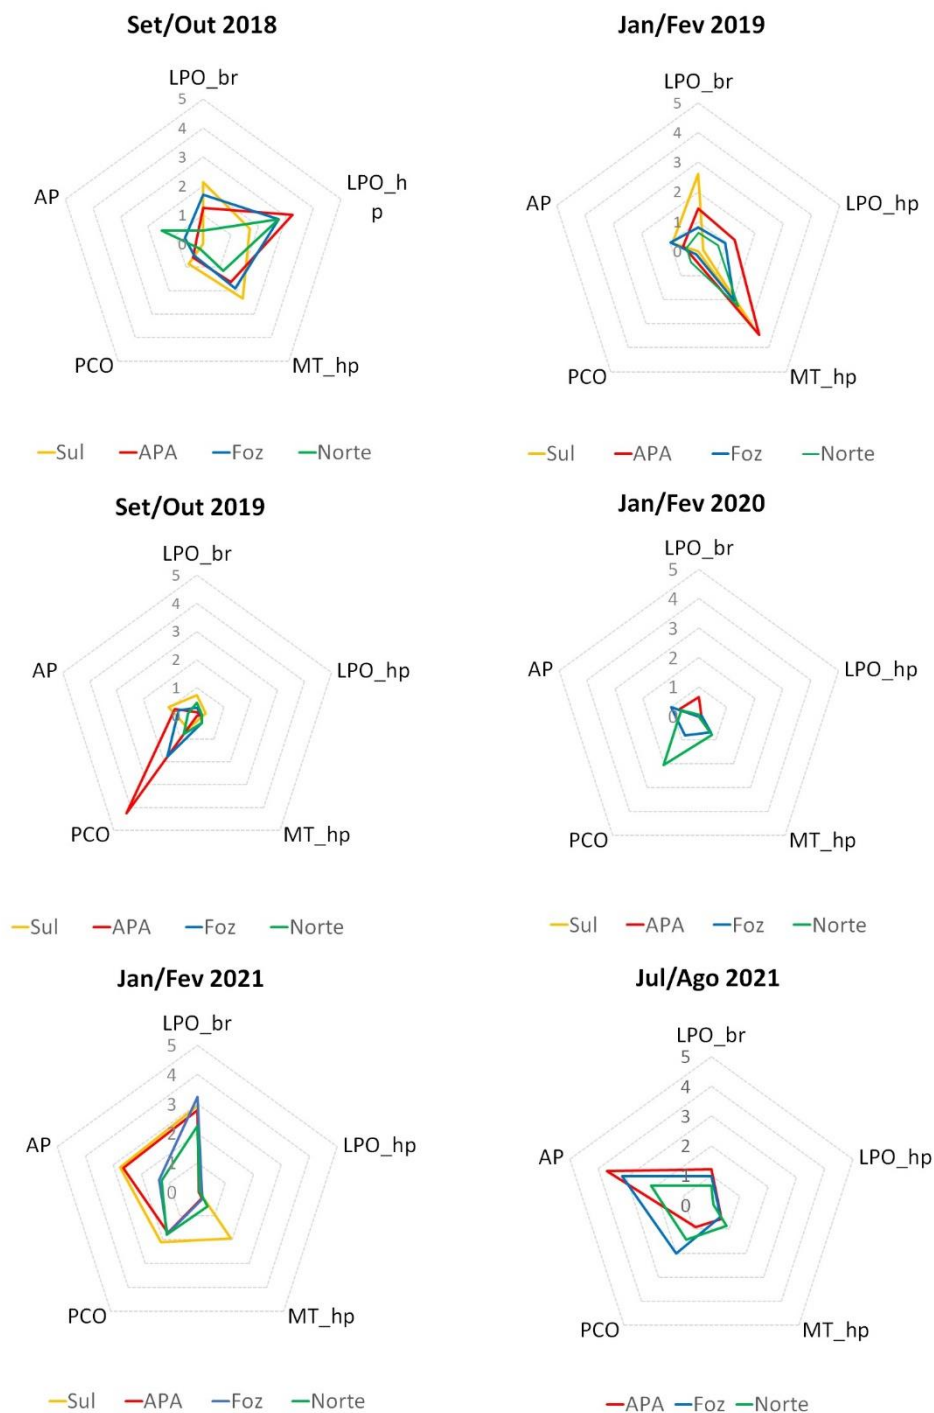 Set/Out 2018
LPO_br
5
4
3
2
1
0
LPO_h
p
MT_hp
PCO
AP
Sul APA Foz Norte
Jan/Fev 2019
LPO_br
5
4
3
2
1
0
LPO_hp
MT_hp
PCO
AP
Sul APA Foz Norte
Set/Out 2019
LPO_br
5
4
3
2
1
0
LPO_hp
MT_hp
PCO
AP
Sul APA Foz Norte
Jan/Fev 2020
LPO_br
5
4
3
2
1
0
LPO_hp
MT_hp
PCO
AP
Sul APA Foz Norte
Jan/Fev 2021
LPO_br
5
4
3
2
1
0
LPO_hp
MT_hp
PCO
AP
Sul APA Foz Norte
Jul/Ago 2021
LPO_br
5
4
3
2
1
0
LPO_hp
MT_hp
PCO
AP
APA Foz Norte